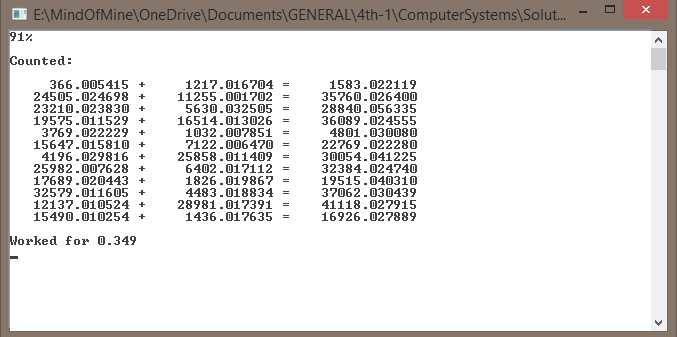 E:\MindOfMine\OneDrive\Documents\GENERAL\4th-1\ComputerSystems\Solut...
91%
Counted:
366.005415 + 1217.016704 = 1583.022119
24505.024698 + 11255.001702 = 35760.026400
23210.023830 + 5630.032505 = 28840.056335
19575.011529 + 16514.013026 = 36089.024555
3769.022229 + 1032.007851 = 4801.030080
15647.015810 + 7122.006470 = 22769.022280
4196.029816 + 25858.011409 = 30054.041225
25982.007628 + 6402.017112 = 32384.024740
17689.020443 + 1826.019867 = 19515.040310
32579.011605 + 4483.018834 = 37062.030439
12137.010524 + 28981.017391 = 41118.027915
15490.010254 + 1436.017635 = 16926.027889
Worked for 0.349